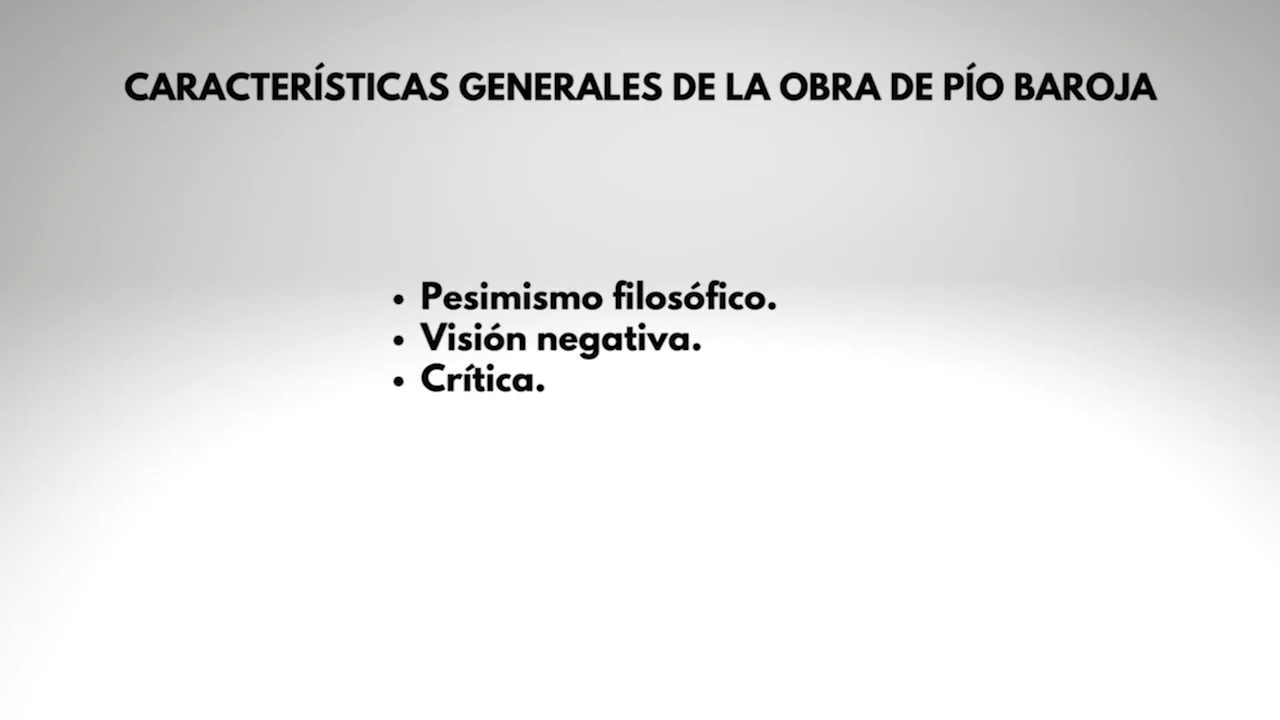 CARACTERÍSTICAS GENERALES DE LA OBRA DE PÍO BAROJA
• Pesimismo filosófico.
• Visión negativa.
• Crítica.